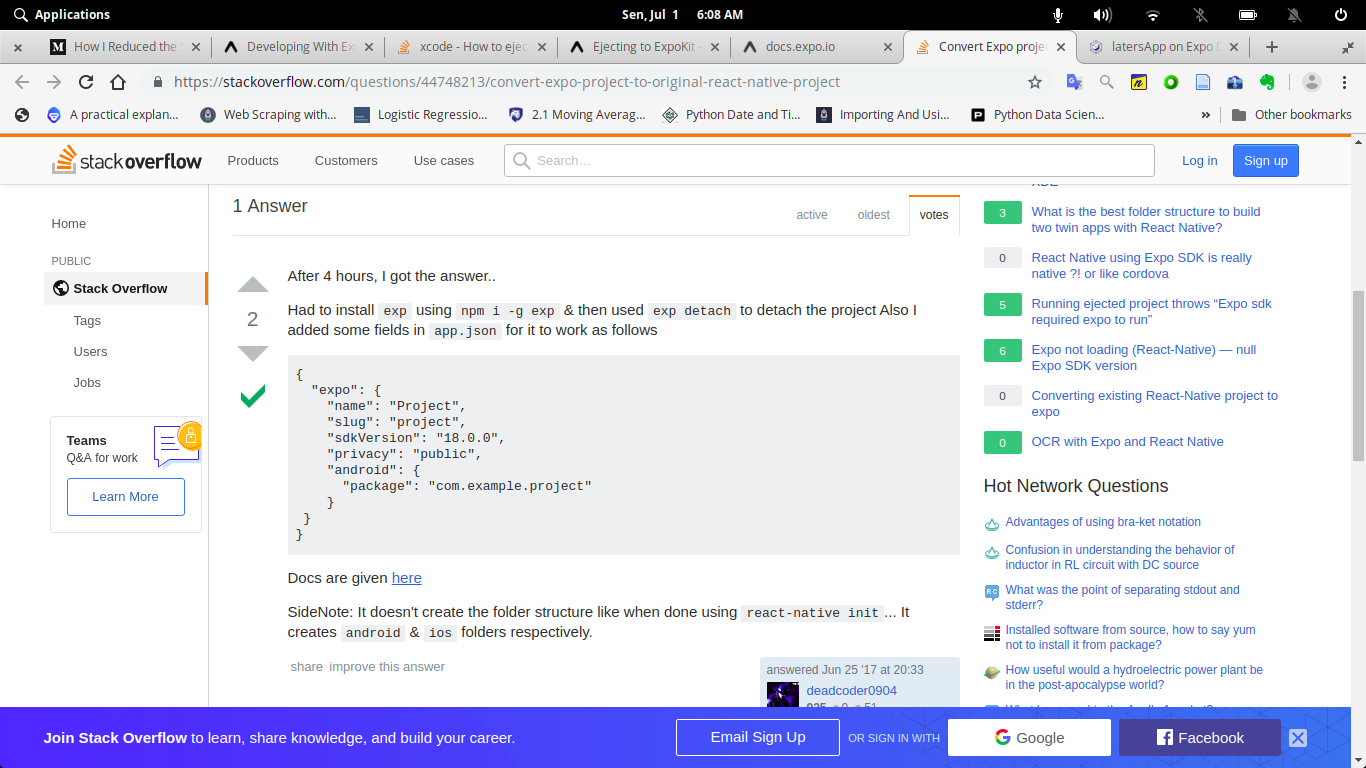 Applications
Sen, Jul 1 6:08 AM
How I Reduced the
Developing With Ex
xcode - How to ejec
Ejecting to ExpoKit -
docs.expo.io
Convert Expo proje
latersApp on Expo D
https://stackoverflow.com/questions/44748213/convert-expo-project-to-original-react-native-project
A practical explan...
Web Scraping with...
Logistic Regressio...
2.1 Moving Averag...
Python Date and Ti...
Importing And Usi...
Python Data Scien...
»
Other bookmarks
stackoverflow
Products
Customers
Use cases
Search…
Log in
Sign up
Home
PUBLIC
Stack Overflow
Tags
Users
Jobs
Teams
Q&A for work
Learn More
1 Answer
active
oldest
votes
2
After 4 hours, I got the answer..
Had to install exp using npm i -g exp & then used exp detach to detach the project Also I
added some fields in app.json for it to work as follows
{
"expo": {
"name": "Project",
"slug": "project",
"sdkVersion": "18.0.0",
"privacy": "public",
"android": {
"package": "com.example.project"
}
}
}
Docs are given here
SideNote: It doesn't create the folder structure like when done using react-native init ... It
creates android & ios folders respectively.
share improve this answer
answered Jun 25 '17 at 20:33
deadcoder0904
3 What is the best folder structure to build
two twin apps with React Native?
0 React Native using Expo SDK is really
native ?! or like cordova
5 Running ejected project throws “Expo sdk
required expo to run”
6 Expo not loading (React-Native) — null
Expo SDK version
0 Converting existing React-Native project to
expo
0 OCR with Expo and React Native
Hot Network Questions
Advantages of using bra-ket notation
Confusion in understanding the behavior of
inductor in RL circuit with DC source
What was the point of separating stdout and
stderr?
Installed software from source, how to say yum
not to install it from package?
How useful would a hydroelectric power plant be
in the post-apocalypse world?
Join Stack Overflow to learn, share knowledge, and build your career.
Email Sign Up
OR SIGN IN WITH
Google
Facebook